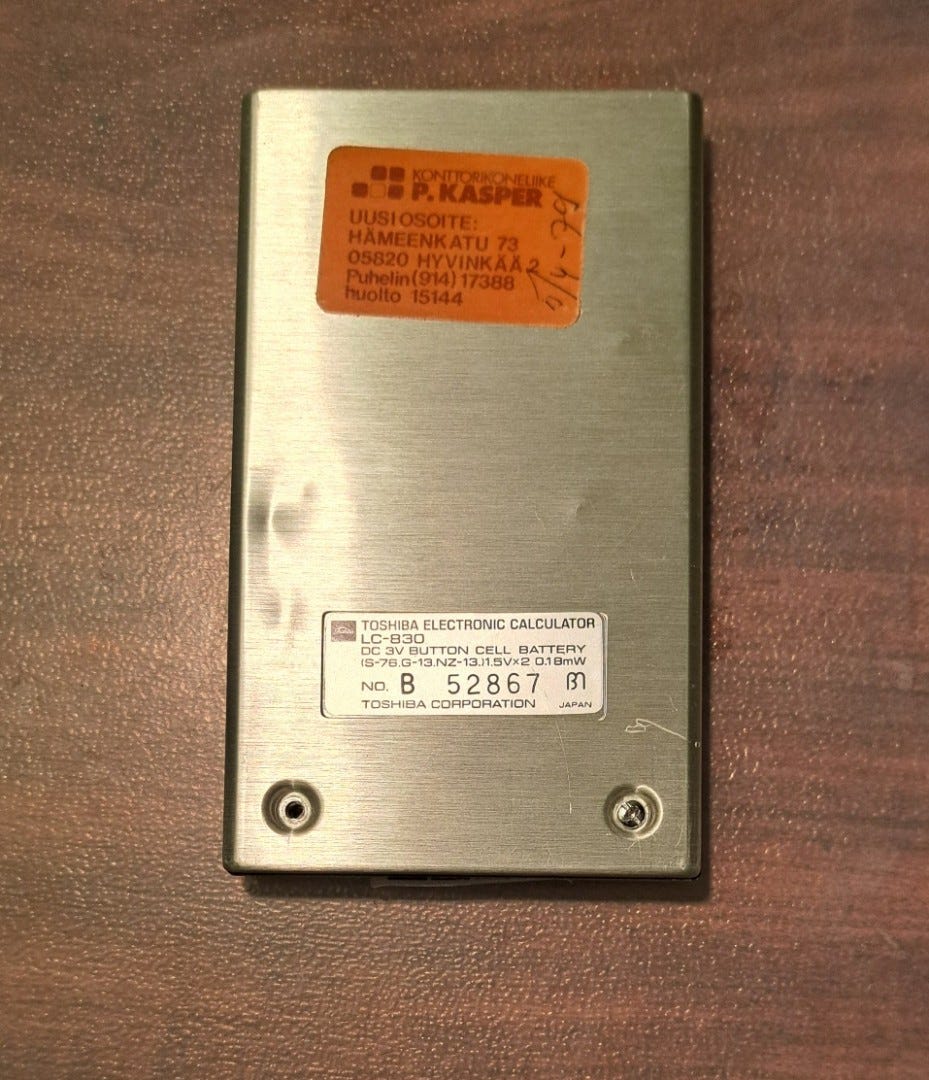 KONTTORIKONELIIKE
P. KASPER
UUSI OSOITE:
HÄMEENKATU 73
05820 HYVINKÄÄ 2
Puhelin (914) 17388
huolto 15144
TOSHIBA ELECTRONIC CALCULATOR
LC-830
DC 3V BUTTON CELL BATTERY
(S-76.G-13.NZ-13.)1.5V×2 0.18mW
NO. B 52867
TOSHIBA CORPORATION JAPAN